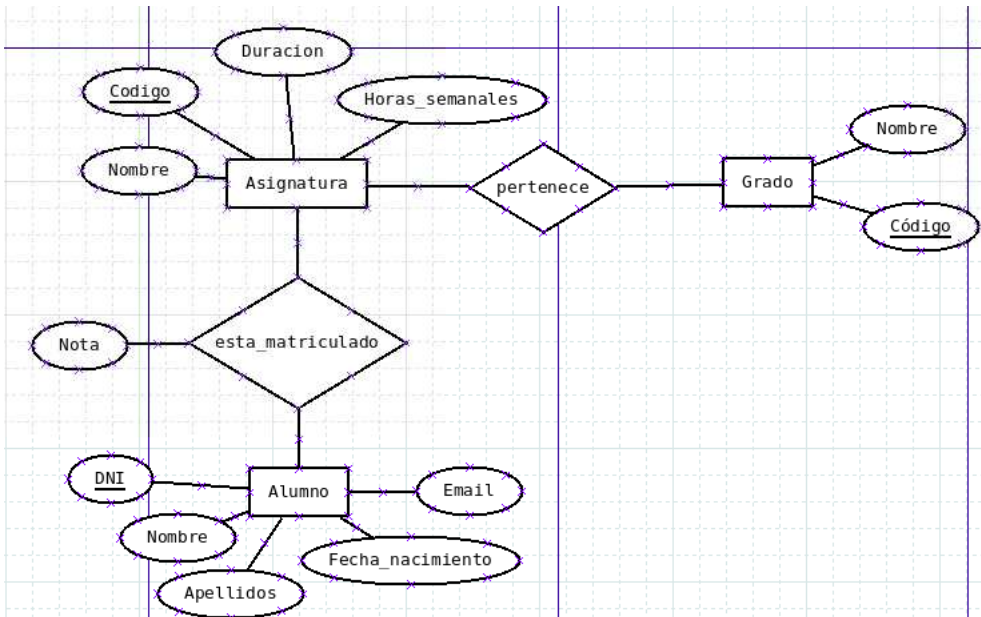 Duracion
Codigo
Horas_semanales
Nombre
Asignatura
pertenece
Grado
Nombre
Código
Nota
esta_matriculado
DNI
Alumno
Email
Nombre
Fecha_nacimiento
Apellidos